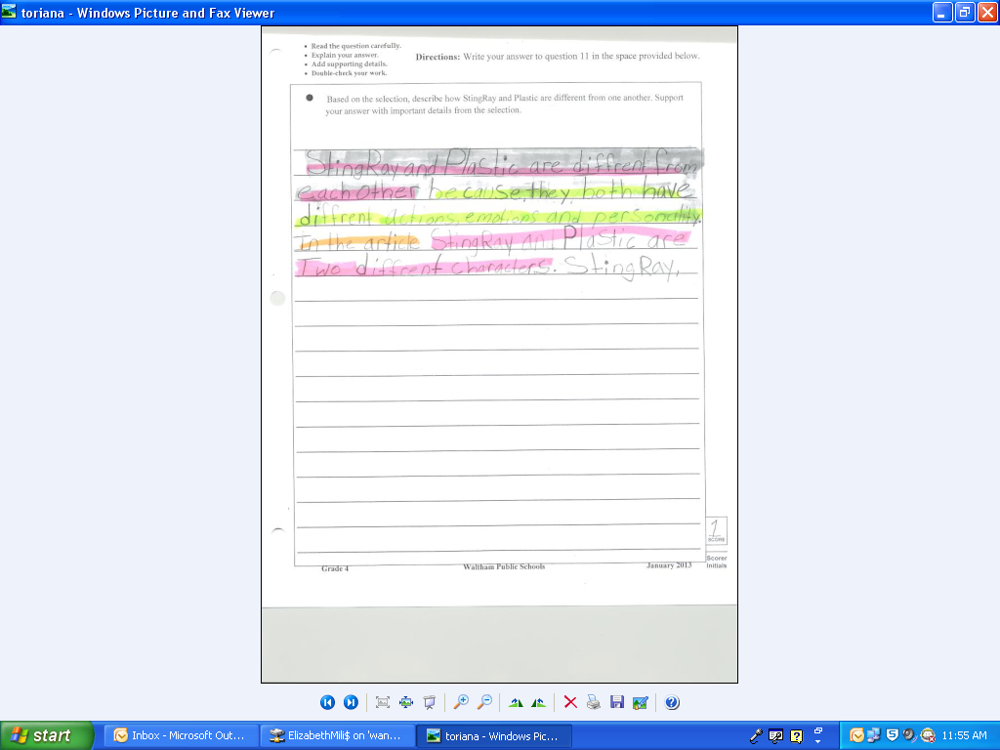 toriana - Windows Picture and Fax Viewer
• Read the question carefully.
• Explain your answer.
• Add supporting details.
• Double-check your work.
Directions: Write your answer to question 11 in the space provided below.
● Based on the selection, describe how StingRay and Plastic are different from one another. Support
your answer with important details from the selection.
StingRay and Plastic are diffrent from
each other because, they, both have
diffrent actions, emotions and personality.
In the article StingRay and Plastic are
Two diffrent characters. StingRay,
1
SCORE
Scorer
Initials
Grade 4 Waltham Public Schools January 2013
start
Inbox - Microsoft Out...
ElizabethMili$ on 'wan...
toriana - Windows Pic...
11:55 AM